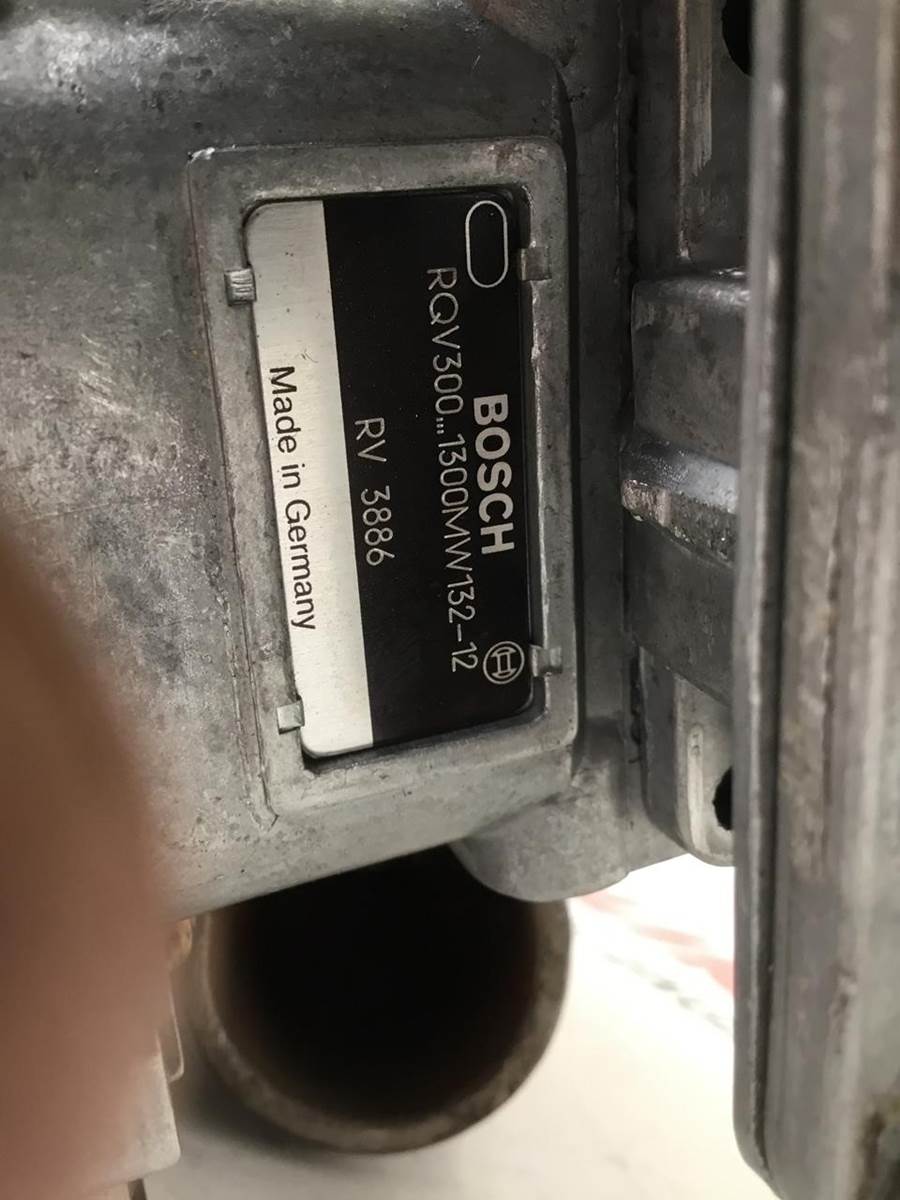 BOSCH
RQV300...1300MW132-12
RV 3886
Made in Germany